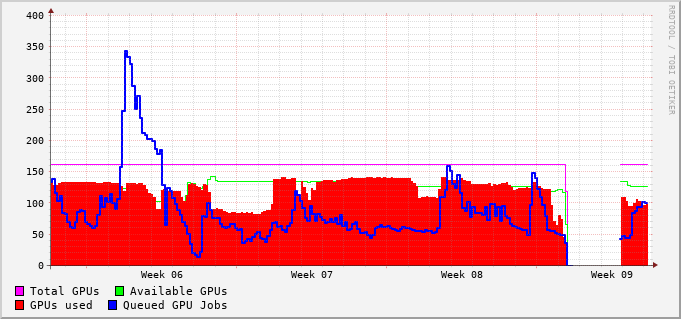 400
350
300
250
200
150
100
50
0
Week 06 Week 07 Week 08 Week 09
Total GPUs Available GPUs
GPUs used Queued GPU Jobs
RRDTOOL / TOBI OETIKER